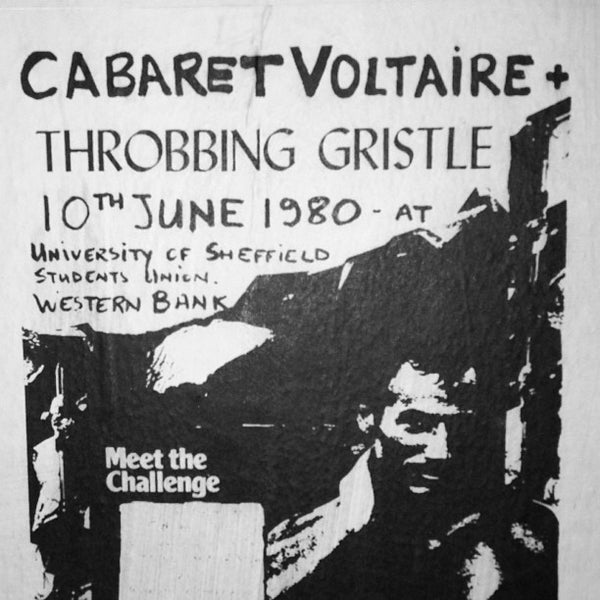 CABARET VOLTAIRE +
THROBBING GRISTLE
10TH JUNE 1980 - AT
UNIVERSITY OF SHEFFIELD
STUDENTS UNION.
WESTERN BANK
Meet the
Challenge